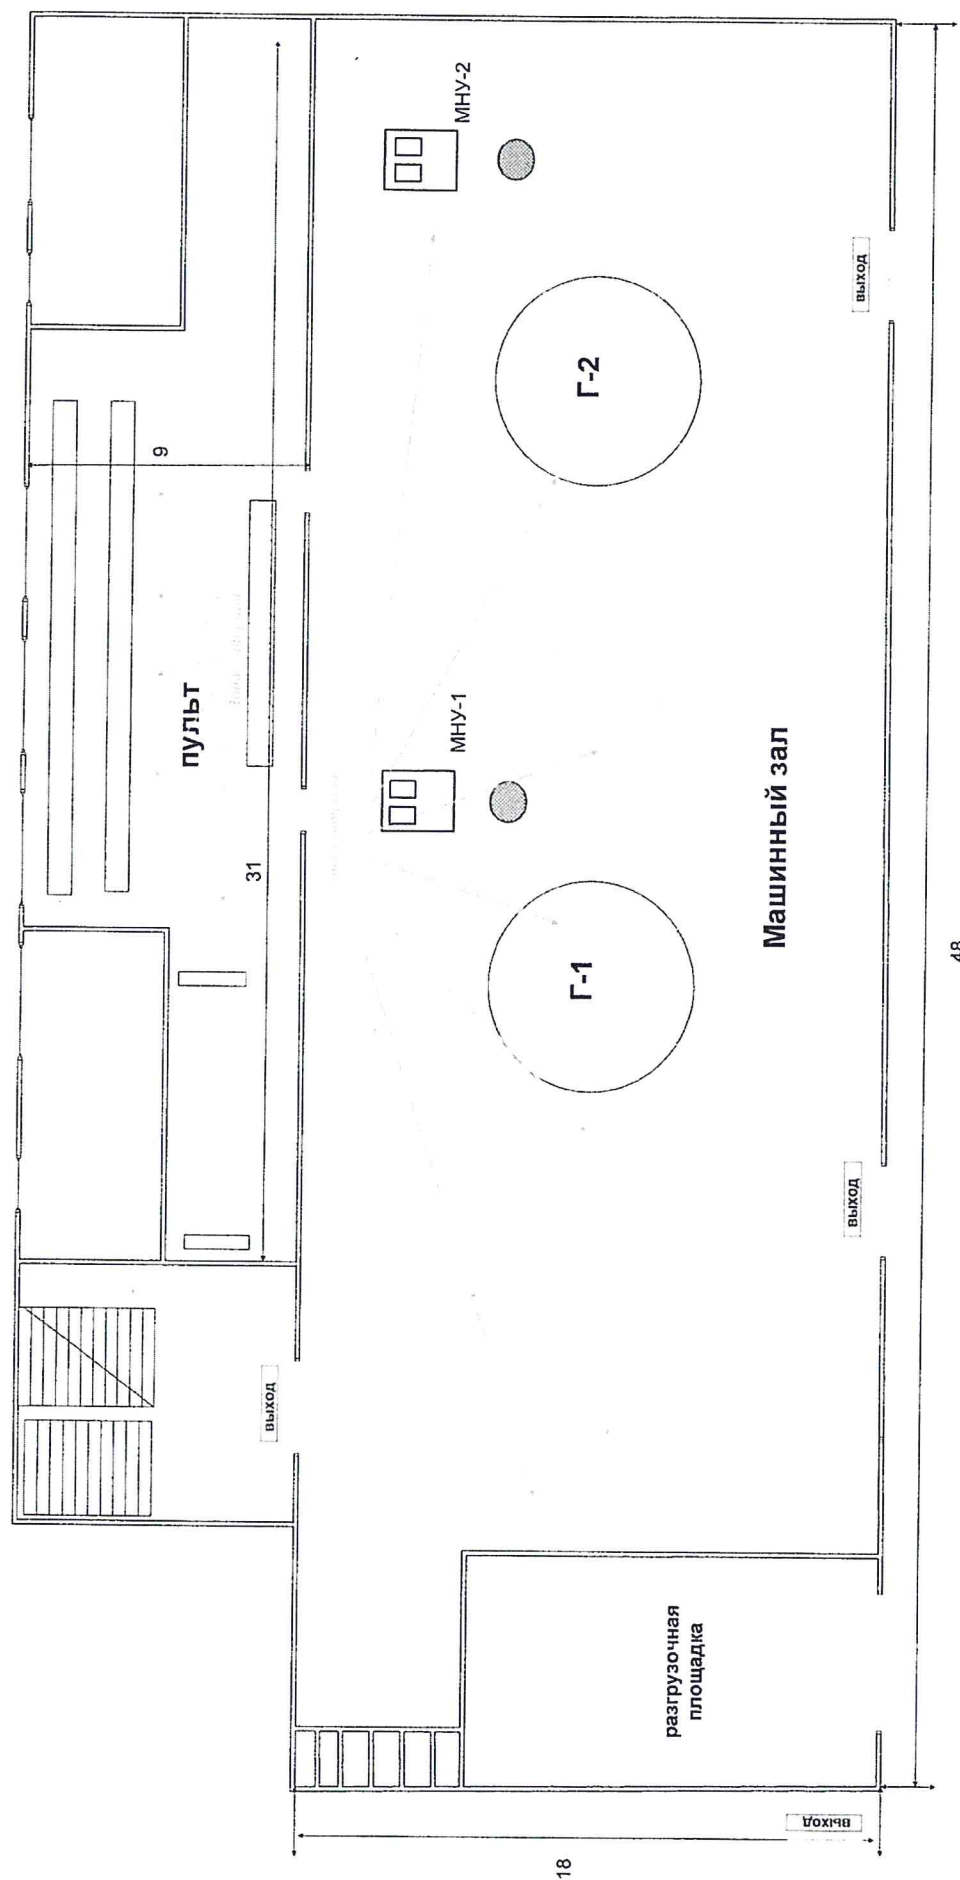 МНУ-2
выход
Г-2
9
пульт
МНУ-1
Машинный зал
31
Г-1
48
выход
выход
разгрузочная
площадка
выход
18